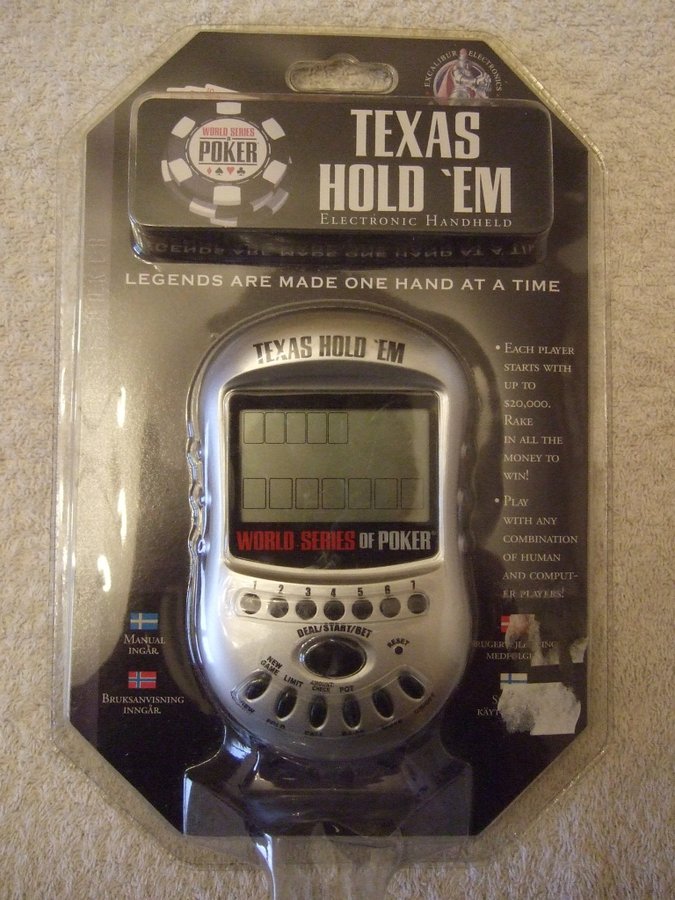 EXCALIBUR ELECTRONICS
WORLD SERIES
OF
POKER
TEXAS
HOLD `EM
ELECTRONIC HANDHELD
LEGENDS ARE MADE ONE HAND AT A TIME
TEXAS HOLD 'EM
WORLD SERIES OF POKER
1 2 3 4 5 6 7
DEAL/START/BET
RESET
NEW
GAME
LIMIT
AMOUNT
CHECK
POT
• EACH PLAYER
STARTS WITH
UP TO
$20,000.
RAKE
IN ALL THE
MONEY TO
WIN!
• PLAY
WITH ANY
COMBINATION
OF HUMAN
AND COMPUT-
ER PLAYERS!
MANUAL
INGÅR.
BRUKSANVISNING
INNGÅR.
MEDFØLGER